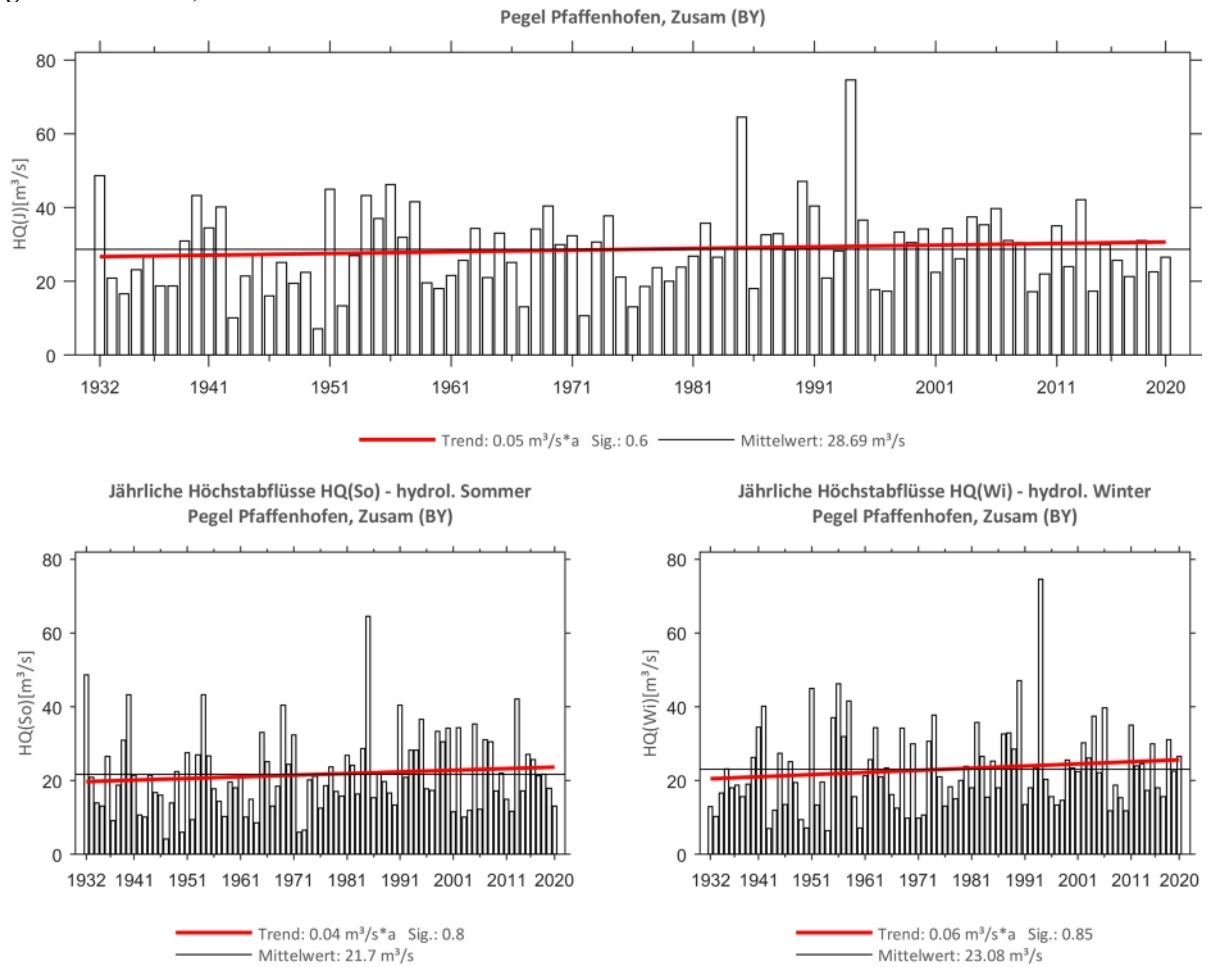 Pegel Pfaffenhofen, Zusam (BY)
HQ(J)[m³/s]
80
60
40
20
0
1932 1941 1951 1961 1971 1981 1991 2001 2011 2020
Trend: 0.05 m³/s*a Sig.: 0.6 Mittelwert: 28.69 m³/s
Jährliche Höchstabflüsse HQ(So) - hydrol. Sommer
Pegel Pfaffenhofen, Zusam (BY)
HQ(So)[m³/s]
80
60
40
20
0
1932 1941 1951 1961 1971 1981 1991 2001 2011 2020
Trend: 0.04 m³/s*a Sig.: 0.8
Mittelwert: 21.7 m³/s
Jährliche Höchstabflüsse HQ(Wi) - hydrol. Winter
Pegel Pfaffenhofen, Zusam (BY)
HQ(Wi)[m³/s]
80
60
40
20
0
1932 1941 1951 1961 1971 1981 1991 2001 2011 2020
Trend: 0.06 m³/s*a Sig.: 0.85
Mittelwert: 23.08 m³/s